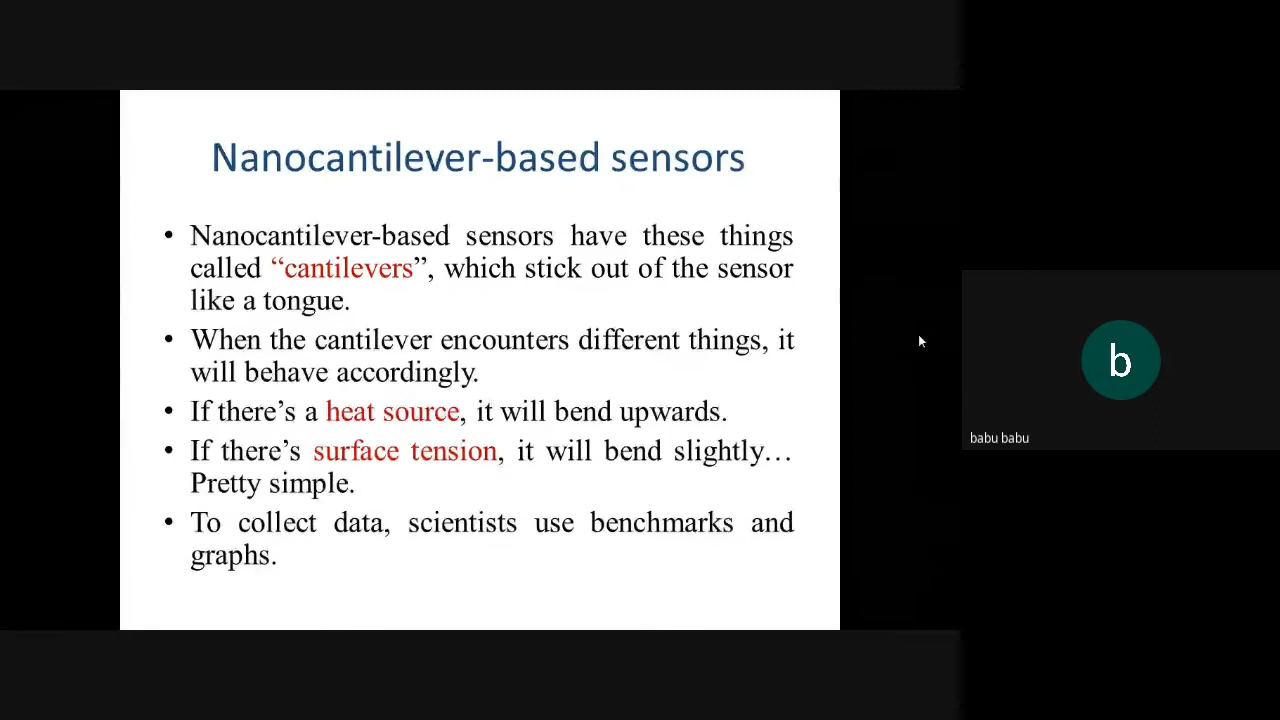 Nanocantilever-based sensors
• Nanocantilever-based sensors have these things
called “cantilevers”, which stick out of the sensor
like a tongue.
• When the cantilever encounters different things, it
will behave accordingly.
• If there’s a heat source, it will bend upwards.
• If there’s surface tension, it will bend slightly…
Pretty simple.
• To collect data, scientists use benchmarks and
graphs.
b
babu babu